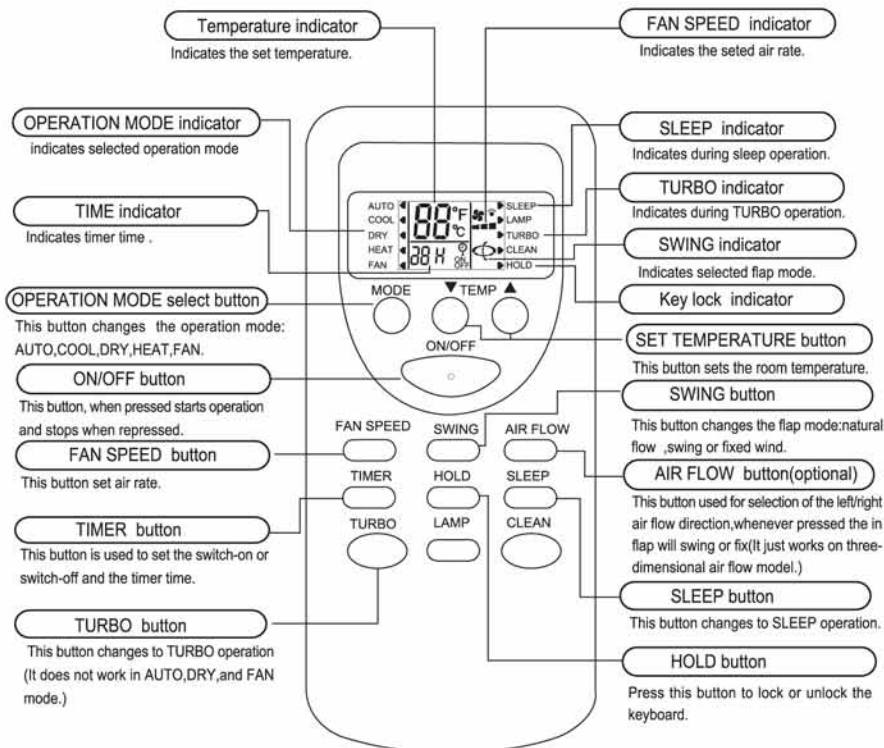 Temperature indicator
Indicates the set temperature.
FAN SPEED indicator
Indicates the seted air rate.
OPERATION MODE indicator
indicates selected operation mode
TIME indicator
Indicates timer time .
OPERATION MODE select button
This button changes the operation mode:
AUTO,COOL,DRY,HEAT,FAN.
ON/OFF button
This button, when pressed starts operation
and stops when repressed.
FAN SPEED button
This button set air rate.
TIMER button
This button is used to set the switch-on or
switch-off and the timer time.
TURBO button
This button changes to TURBO operation
(It does not work in AUTO,DRY,and FAN
mode.)
AUTO
COOL
DRY
HEAT
FAN
88 °F
°C
28 H
ON
OFF
SLEEP
LAMP
TURBO
CLEAN
HOLD
MODE
▼ TEMP ▲
ON/OFF
FAN SPEED SWING AIR FLOW
TIMER HOLD SLEEP
TURBO LAMP CLEAN
SLEEP indicator
Indicates during sleep operation.
TURBO indicator
Indicates during TURBO operation.
SWING indicator
Indicates selected flap mode.
Key lock indicator
SET TEMPERATURE button
This button sets the room temperature.
SWING button
This button changes the flap mode:natural
flow ,swing or fixed wind.
AIR FLOW button(optional)
This button used for selection of the left/right
air flow direction,whenever pressed the in
flap will swing or fix(It just works on three-
dimensional air flow model.)
SLEEP button
This button changes to SLEEP operation.
HOLD button
Press this button to lock or unlock the
keyboard.